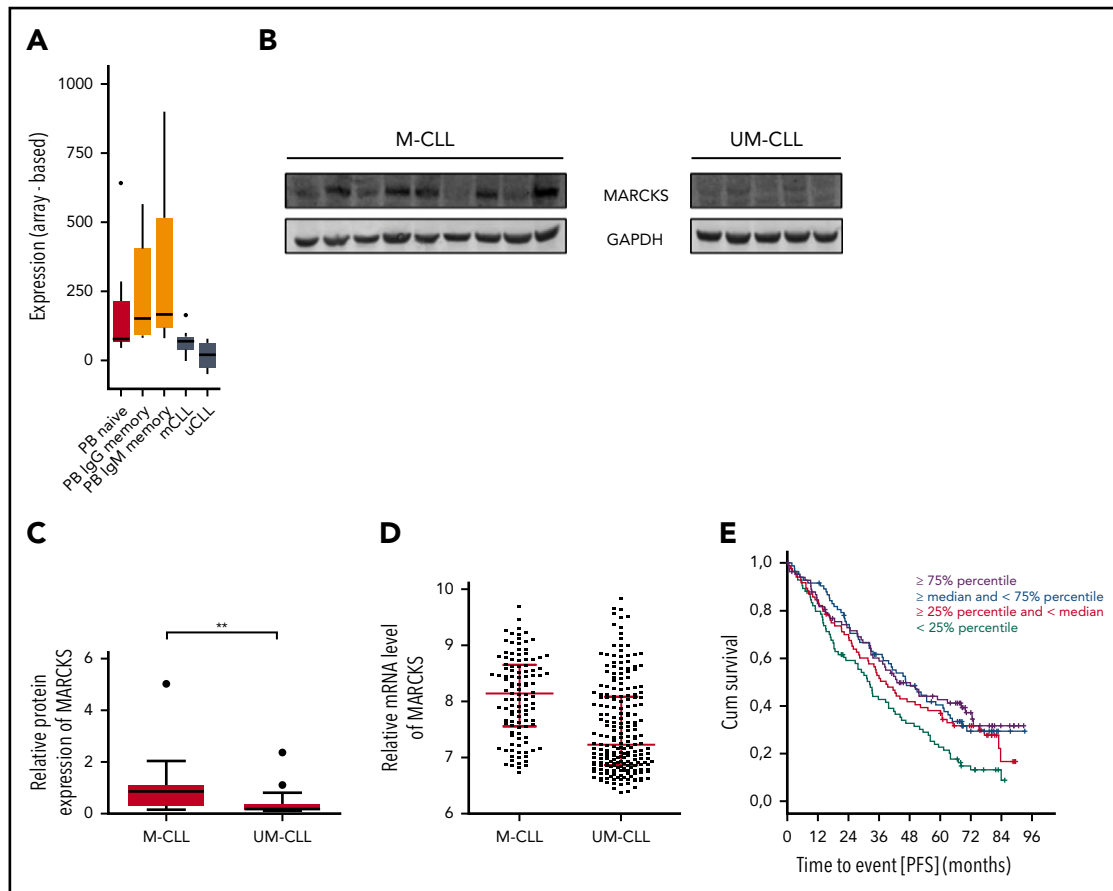 A
1000
750
500
250
0
Expression (array - based)
PB naive
PB IgG memory
PB IgM memory
mCLL
uCLL
B
M-CLL
UM-CLL
MARCKS
GAPDH
C
**
6
4
2
0
Relative protein
expression of MARCKS
M-CLL
UM-CLL
D
10
9
8
7
6
Relative mRNA level
of MARCKS
M-CLL
UM-CLL
E
1,0
0,8
0,6
0,4
0,2
0,0
Cum survival
≥ 75% percentile
≥ median and < 75% percentile
≥ 25% percentile and < median
< 25% percentile
0 12 24 36 48 60 72 84 96
Time to event [PFS] (months)